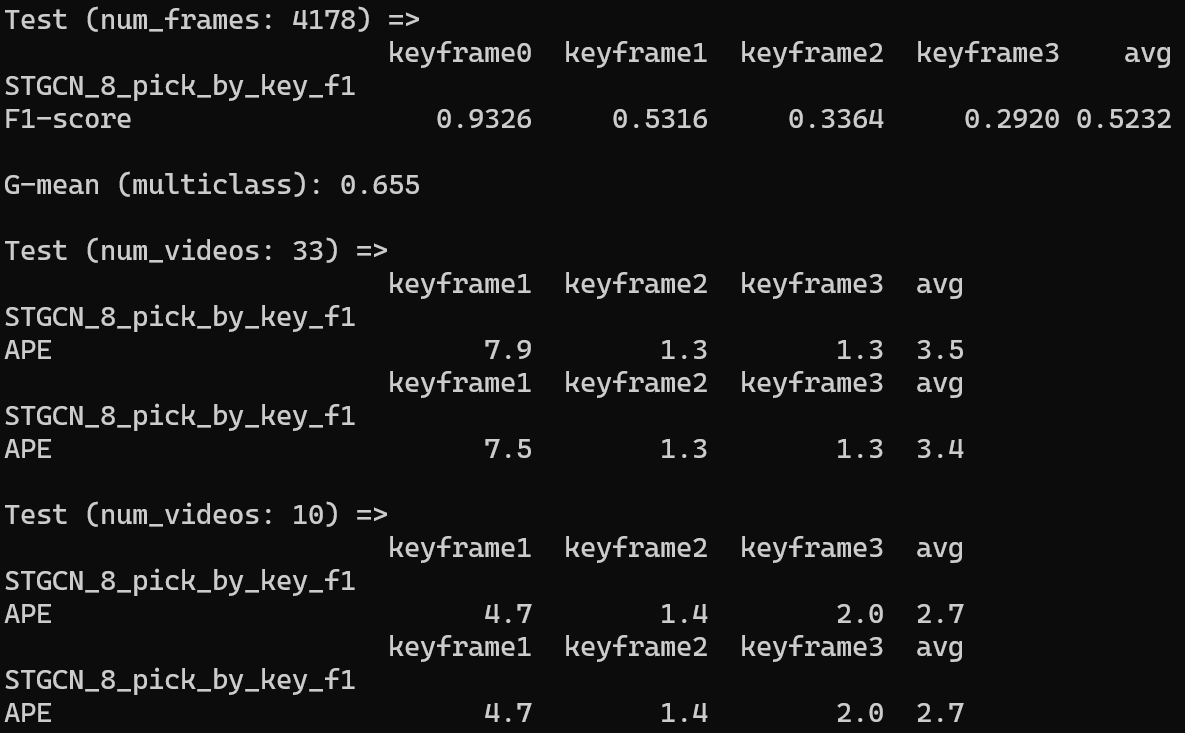 Test (num_frames: 4178) =>
keyframe0 keyframe1 keyframe2 keyframe3 avg
STGCN_8_pick_by_key_f1
F1-score 0.9326 0.5316 0.3364 0.2920 0.5232
G-mean (multiclass): 0.655
Test (num_videos: 33) =>
keyframe1 keyframe2 keyframe3 avg
STGCN_8_pick_by_key_f1
APE 7.9 1.3 1.3 3.5
keyframe1 keyframe2 keyframe3 avg
STGCN_8_pick_by_key_f1
APE 7.5 1.3 1.3 3.4
Test (num_videos: 10) =>
keyframe1 keyframe2 keyframe3 avg
STGCN_8_pick_by_key_f1
APE 4.7 1.4 2.0 2.7
keyframe1 keyframe2 keyframe3 avg
STGCN_8_pick_by_key_f1
APE 4.7 1.4 2.0 2.7